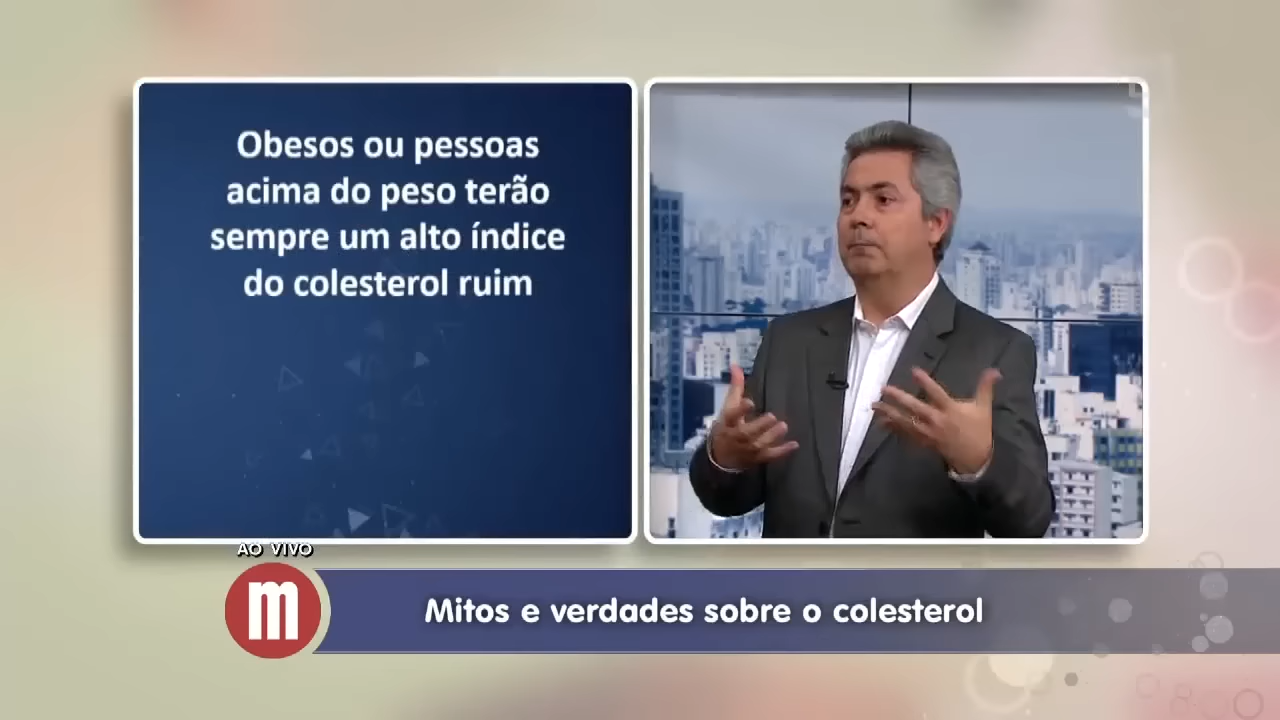 Obesos ou pessoas
acima do peso terão
sempre um alto índice
do colesterol ruim
AO VIVO
m
Mitos e verdades sobre o colesterol